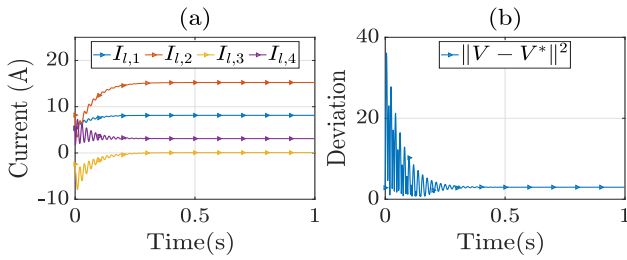 (a)
I_{l,1} I_{l,2} I_{l,3} I_{l,4}
Current (A)
20
10
0
-10
0 0.5 1
Time(s)
(b)
||V − V*||²
Deviation
40
20
0
0 0.5 1
Time(s)